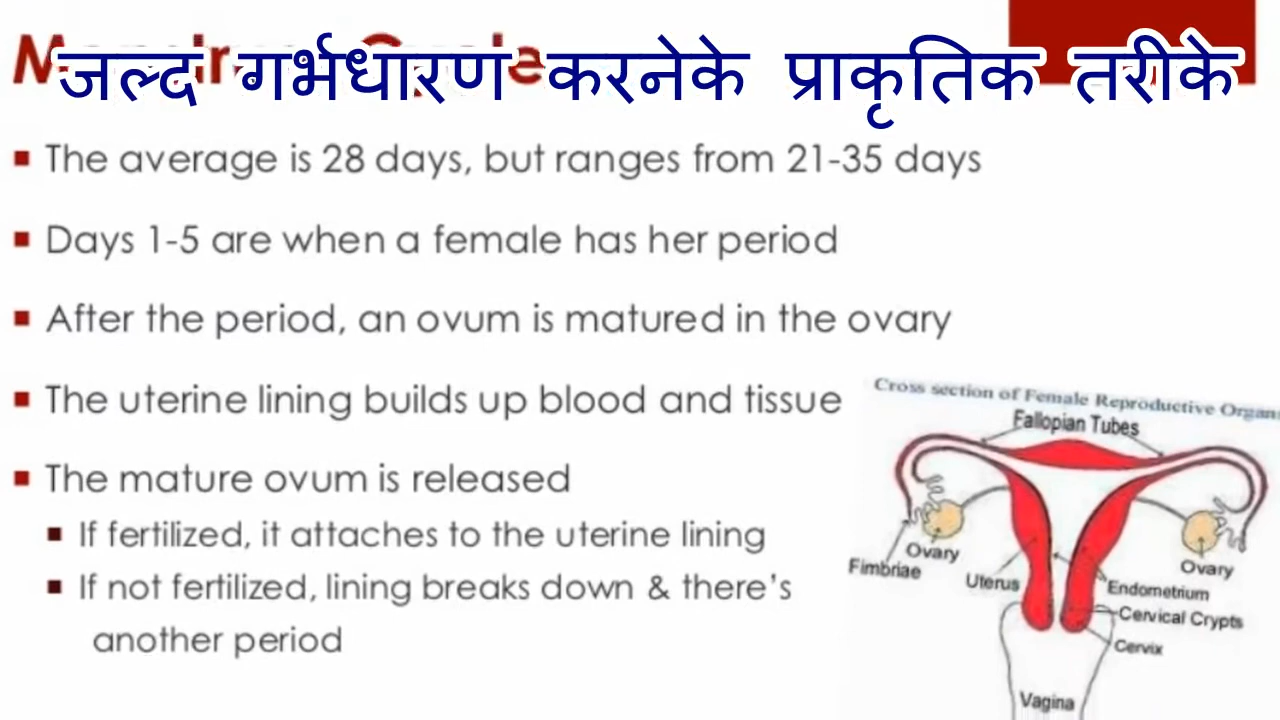 जल्द गर्भधारण करनेके प्राकृतिक तरीके
The average is 28 days, but ranges from 21-35 days
Days 1-5 are when a female has her period
After the period, an ovum is matured in the ovary
The uterine lining builds up blood and tissue
The mature ovum is released
If fertilized, it attaches to the uterine lining
If not fertilized, lining breaks down & there's
another period
Cross section of Female Reproductive Organ
Fallopian Tubes
Ovary
Ovary
Fimbriae
Uterus
Endometrium
Cervical Crypts
Cervix
Vagina